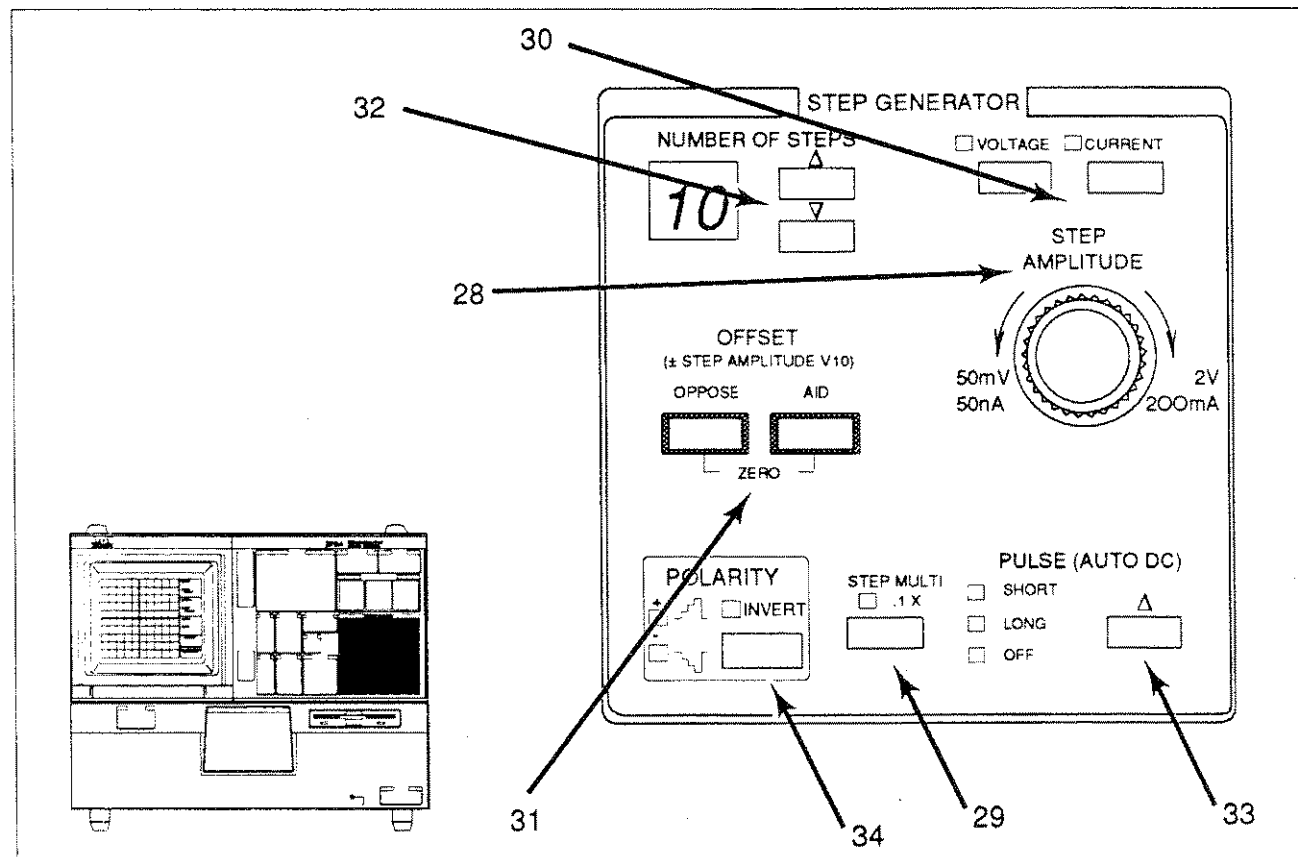 30
STEP GENERATOR
32
NUMBER OF STEPS
VOLTAGE CURRENT
10
STEP
AMPLITUDE
28
OFFSET
(± STEP AMPLITUDE V10)
50mV 2V
50nA 200mA
OPPOSE AID
ZERO
POLARITY
STEP MULTI
PULSE (AUTO DC)
+
INVERT
.1 X
SHORT
-
LONG
OFF
31
34
29
33